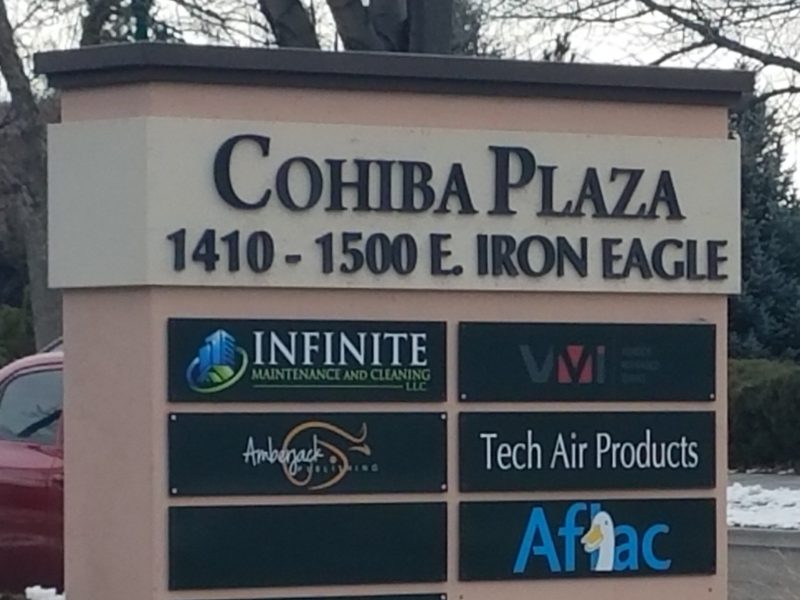 COHIBA PLAZA
1410 - 1500 E. IRON EAGLE
INFINITE
MAINTENANCE AND CLEANING
LLC
VMI
Amberjack
PUBLISHING
Tech Air Products
Aflac